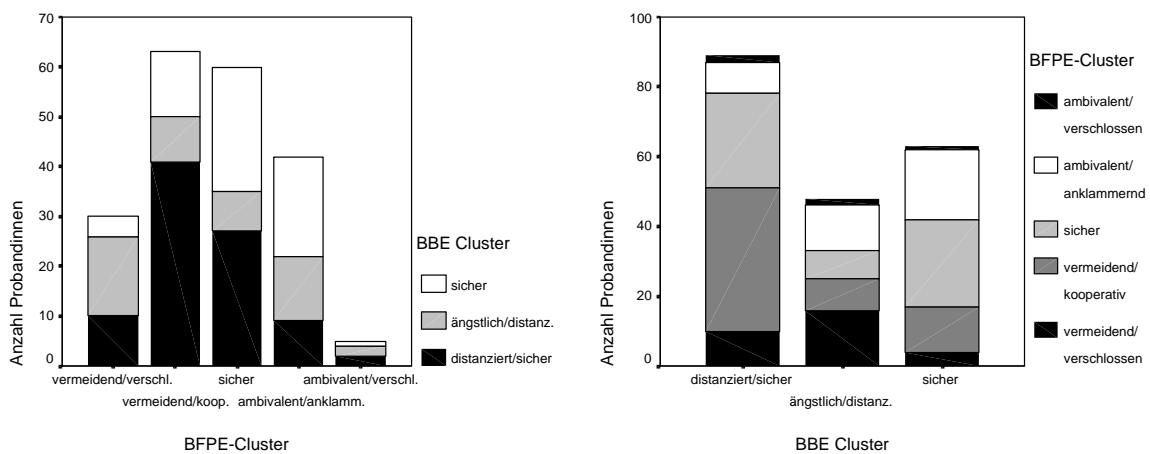 70
60
50
40
30
20
10
0
Anzahl Probandinnen
vermeidend/verschl.
sicher
ambivalent/verschl.
vermeidend/koop.
ambivalent/anklamm.
BFPE-Cluster
BBE Cluster
sicher
ängstlich/distanz.
distanziert/sicher
100
80
60
40
20
0
Anzahl Probandinnen
distanziert/sicher
sicher
ängstlich/distanz.
BBE Cluster
BFPE-Cluster
ambivalent/
verschlossen
ambivalent/
anklammernd
sicher
vermeidend/
kooperativ
vermeidend/
verschlossen